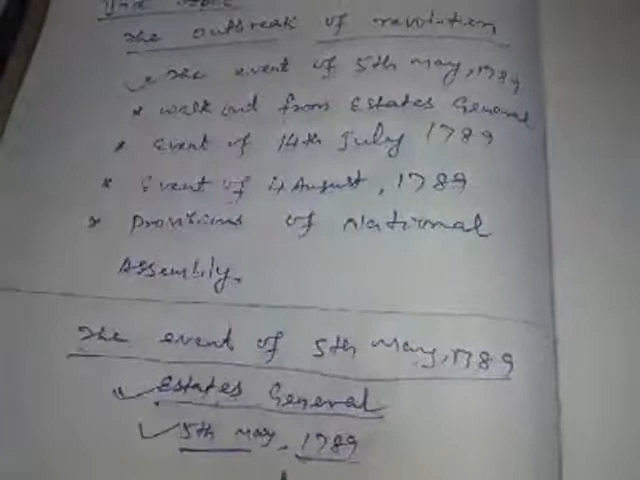 The outbreak of revolution
The event of 5th May, 1789
* walk out from Estates General
* Event of 14th July 1789
* Event of 4 August, 1789
* Provisions of National
Assembly.
The event of 5th May, 1789
Estates General
5th May, 1789